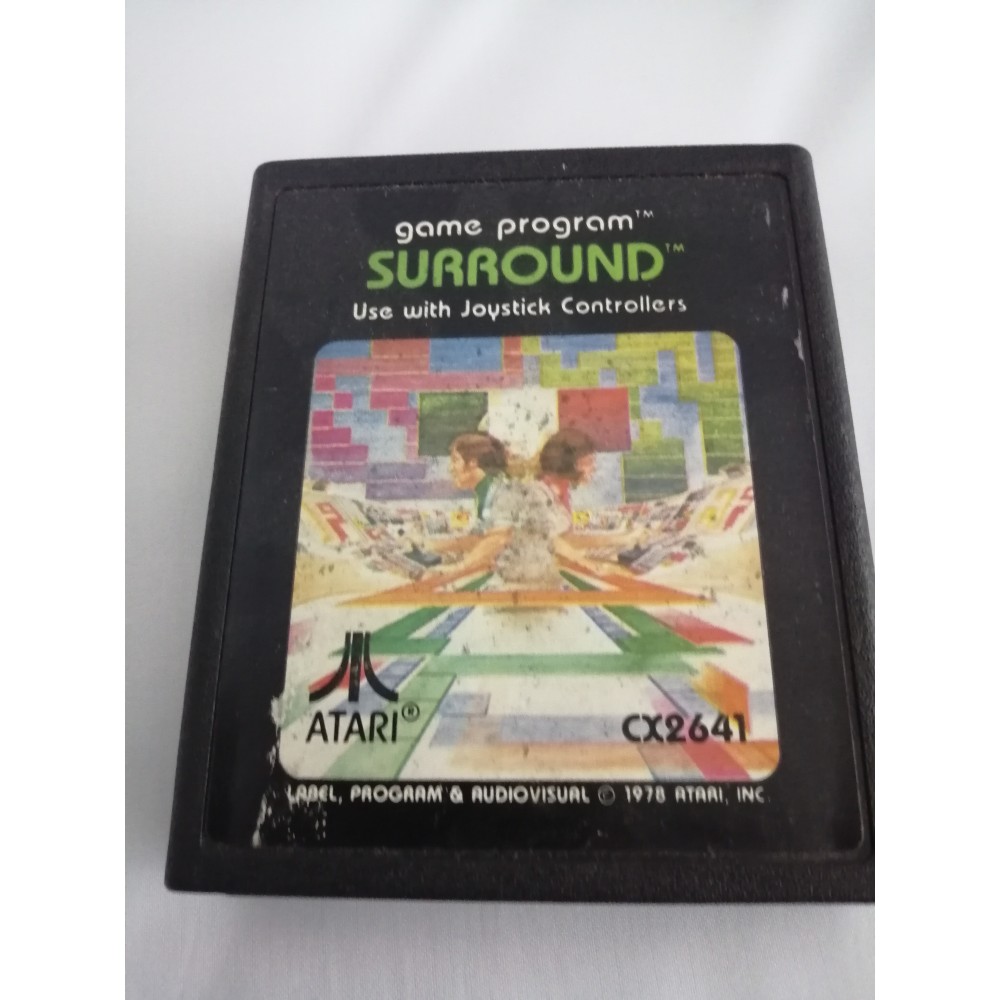 game program™
SURROUND™
Use with Joystick Controllers
ATARI®
CX2641
LABEL, PROGRAM & AUDIOVISUAL © 1978 ATARI, INC.